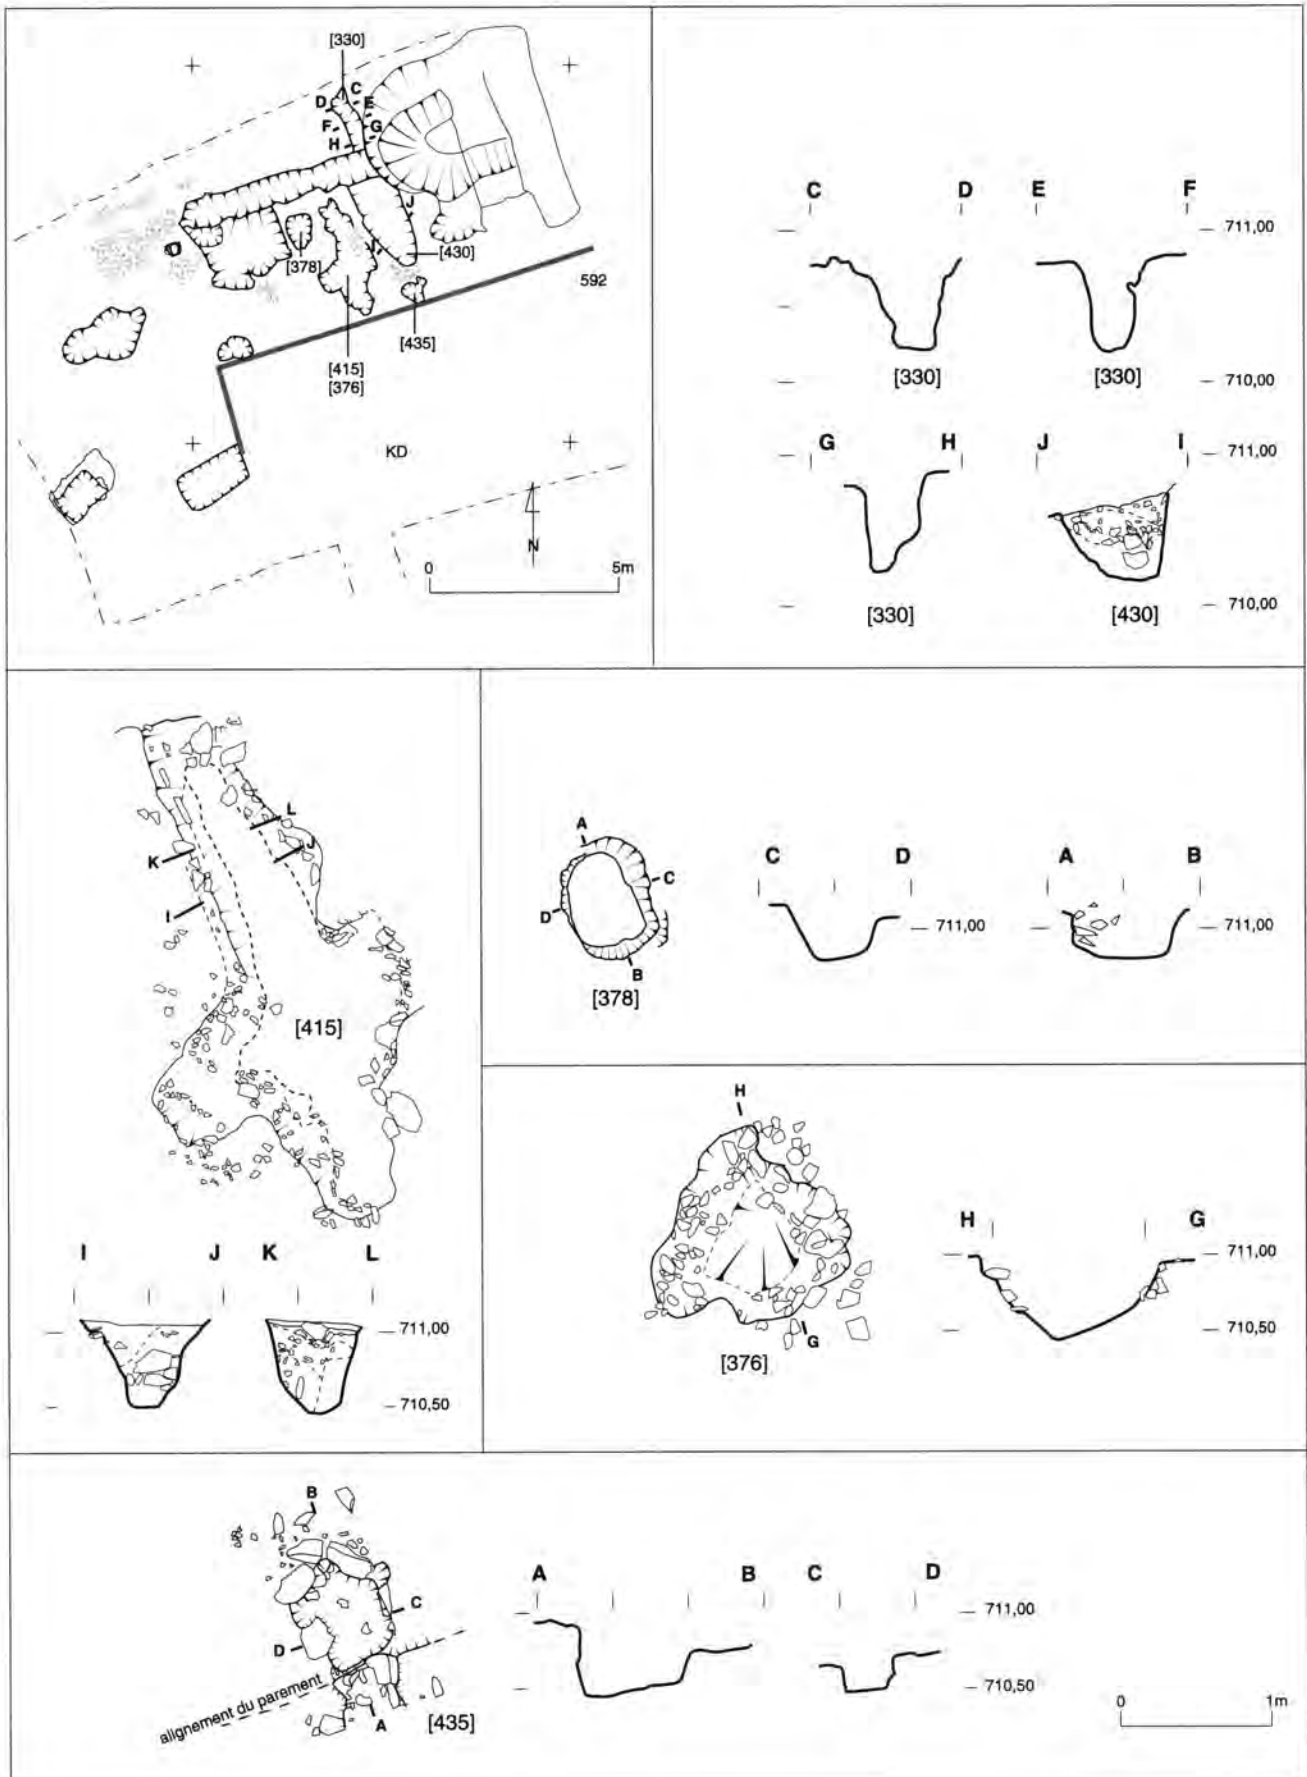 [330]
C
D
E
F
G
H
J
I
[430]
[378]
592
[435]
[415]
[376]
KD
N
0 5m
C D E F
711,00
[330] [330]
710,00
G H J I
711,00
[330] [430]
710,00
L
J
K
I
[415]
I J K L
711,00
710,50
A
C
D
B
[378]
C D A B
711,00 711,00
H
G
[376]
H G
711,00
710,50
B
C
D
alignement du parement
A
[435]
A B C D
711,00
710,50
0 1m